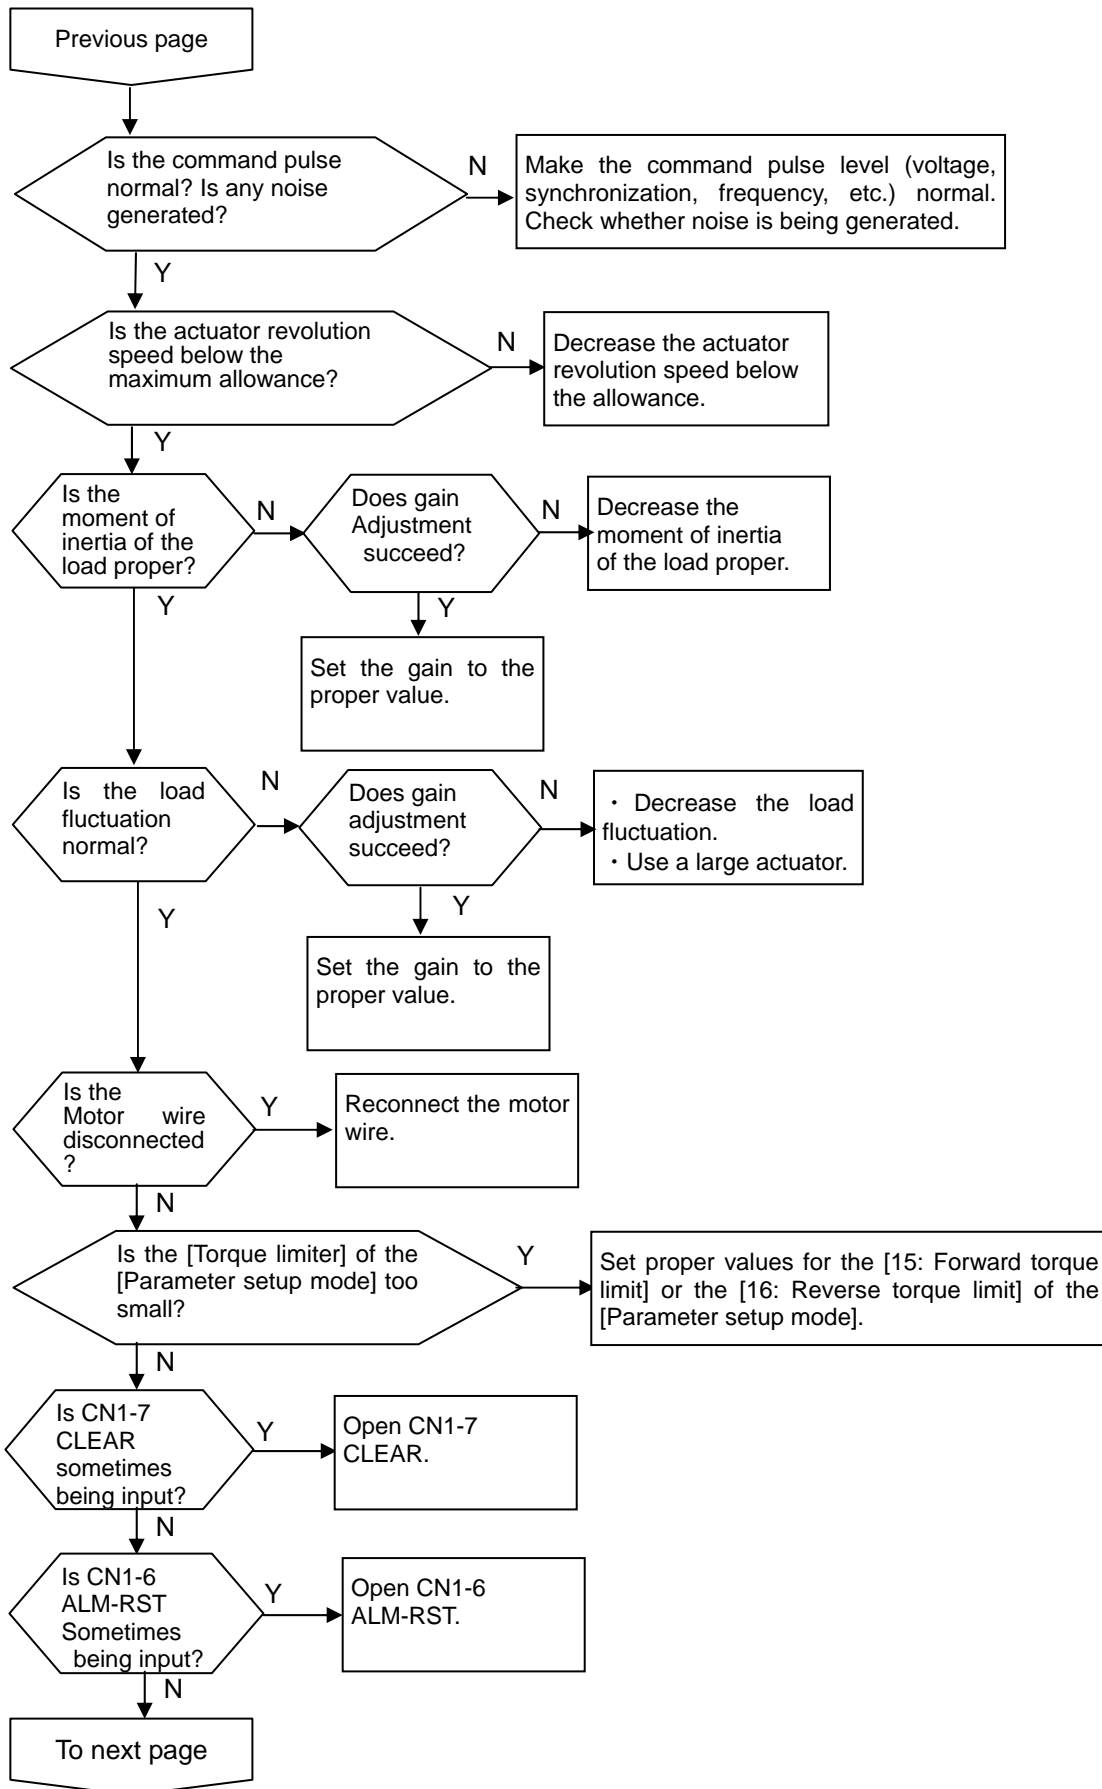 Previous page
Is the command pulse
normal? Is any noise
generated?
N
Make the command pulse level (voltage,
synchronization, frequency, etc.) normal.
Check whether noise is being generated.
Y
Is the actuator revolution
speed below the
maximum allowance?
N
Decrease the actuator
revolution speed below
the allowance.
Y
Is the
moment of
inertia of the
load proper?
N
Does gain
Adjustment
succeed?
N
Decrease the
moment of inertia
of the load proper.
Y
Y
Set the gain to the
proper value.
Is the load
fluctuation
normal?
N
Does gain
adjustment
succeed?
N
・Decrease the load
fluctuation.
・Use a large actuator.
Y
Y
Set the gain to the
proper value.
Is the
Motor wire
disconnected
?
Y
Reconnect the motor
wire.
N
Is the [Torque limiter] of the
[Parameter setup mode] too
small?
Y
Set proper values for the [15: Forward torque
limit] or the [16: Reverse torque limit] of the
[Parameter setup mode].
N
Is CN1-7
CLEAR
sometimes
being input?
Y
Open CN1-7
CLEAR.
N
Is CN1-6
ALM-RST
Sometimes
being input?
Y
Open CN1-6
ALM-RST.
N
To next page